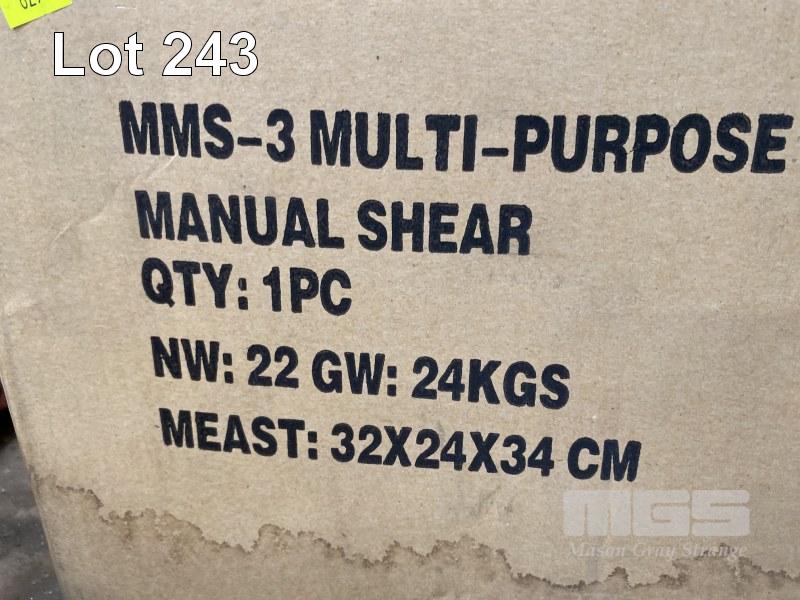 Lot 243
MMS-3 MULTI-PURPOSE
MANUAL SHEAR
QTY: 1PC
NW: 22 GW: 24KGS
MEAST: 32X24X34 CM
MGS
Mason Gray Strange